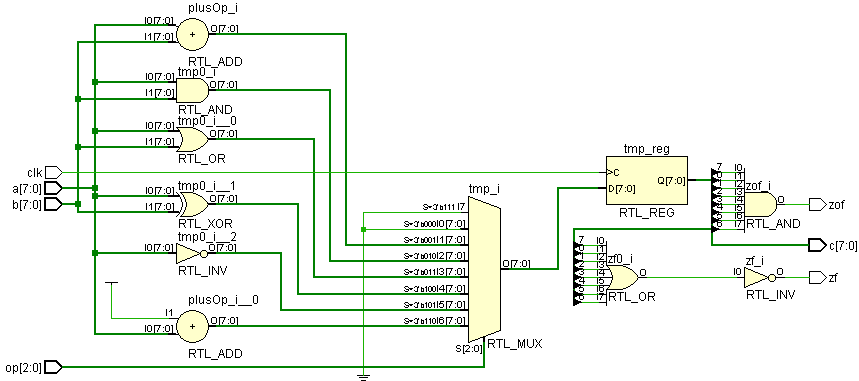 plusOp_i
I0[7:0]
I1[7:0]
+
O[7:0]
RTL_ADD
tmp0_i
I0[7:0]
I1[7:0]
O[7:0]
RTL_AND
tmp0_i__0
I0[7:0]
I1[7:0]
O[7:0]
RTL_OR
clk
a[7:0]
b[7:0]
tmp0_i__1
I0[7:0]
I1[7:0]
O[7:0]
RTL_XOR
tmp0_i__2
I0[7:0]
O[7:0]
RTL_INV
plusOp_i__0
I1
I0[7:0]
+
O[7:0]
RTL_ADD
op[2:0]
tmp_i
S=3'b111 I7
S=3'b000 I0[7:0]
S=3'b001 I1[7:0]
S=3'b010 I2[7:0]
S=3'b011 I3[7:0]
S=3'b100 I4[7:0]
S=3'b101 I5[7:0]
S=3'b110 I6[7:0]
O[7:0]
S[2:0]
RTL_MUX
tmp_reg
C
D[7:0]
Q[7:0]
RTL_REG
7
I0
zof_i
O
RTL_AND
zof
c[7:0]
7
I0
zf0_i
O
RTL_OR
I7
zf_i
I0
O
RTL_INV
zf